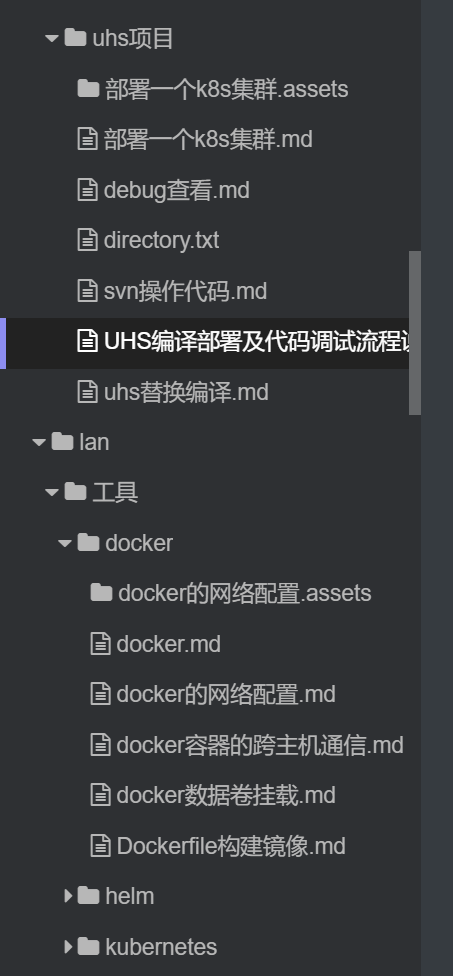 uhs项目
部署一个k8s集群.assets
部署一个k8s集群.md
debug查看.md
directory.txt
svn操作代码.md
UHS编译部署及代码调试流程
uhs替换编译.md
lan
工具
docker
docker的网络配置.assets
docker.md
docker的网络配置.md
docker容器的跨主机通信.md
docker数据卷挂载.md
Dockerfile构建镜像.md
helm
kubernetes